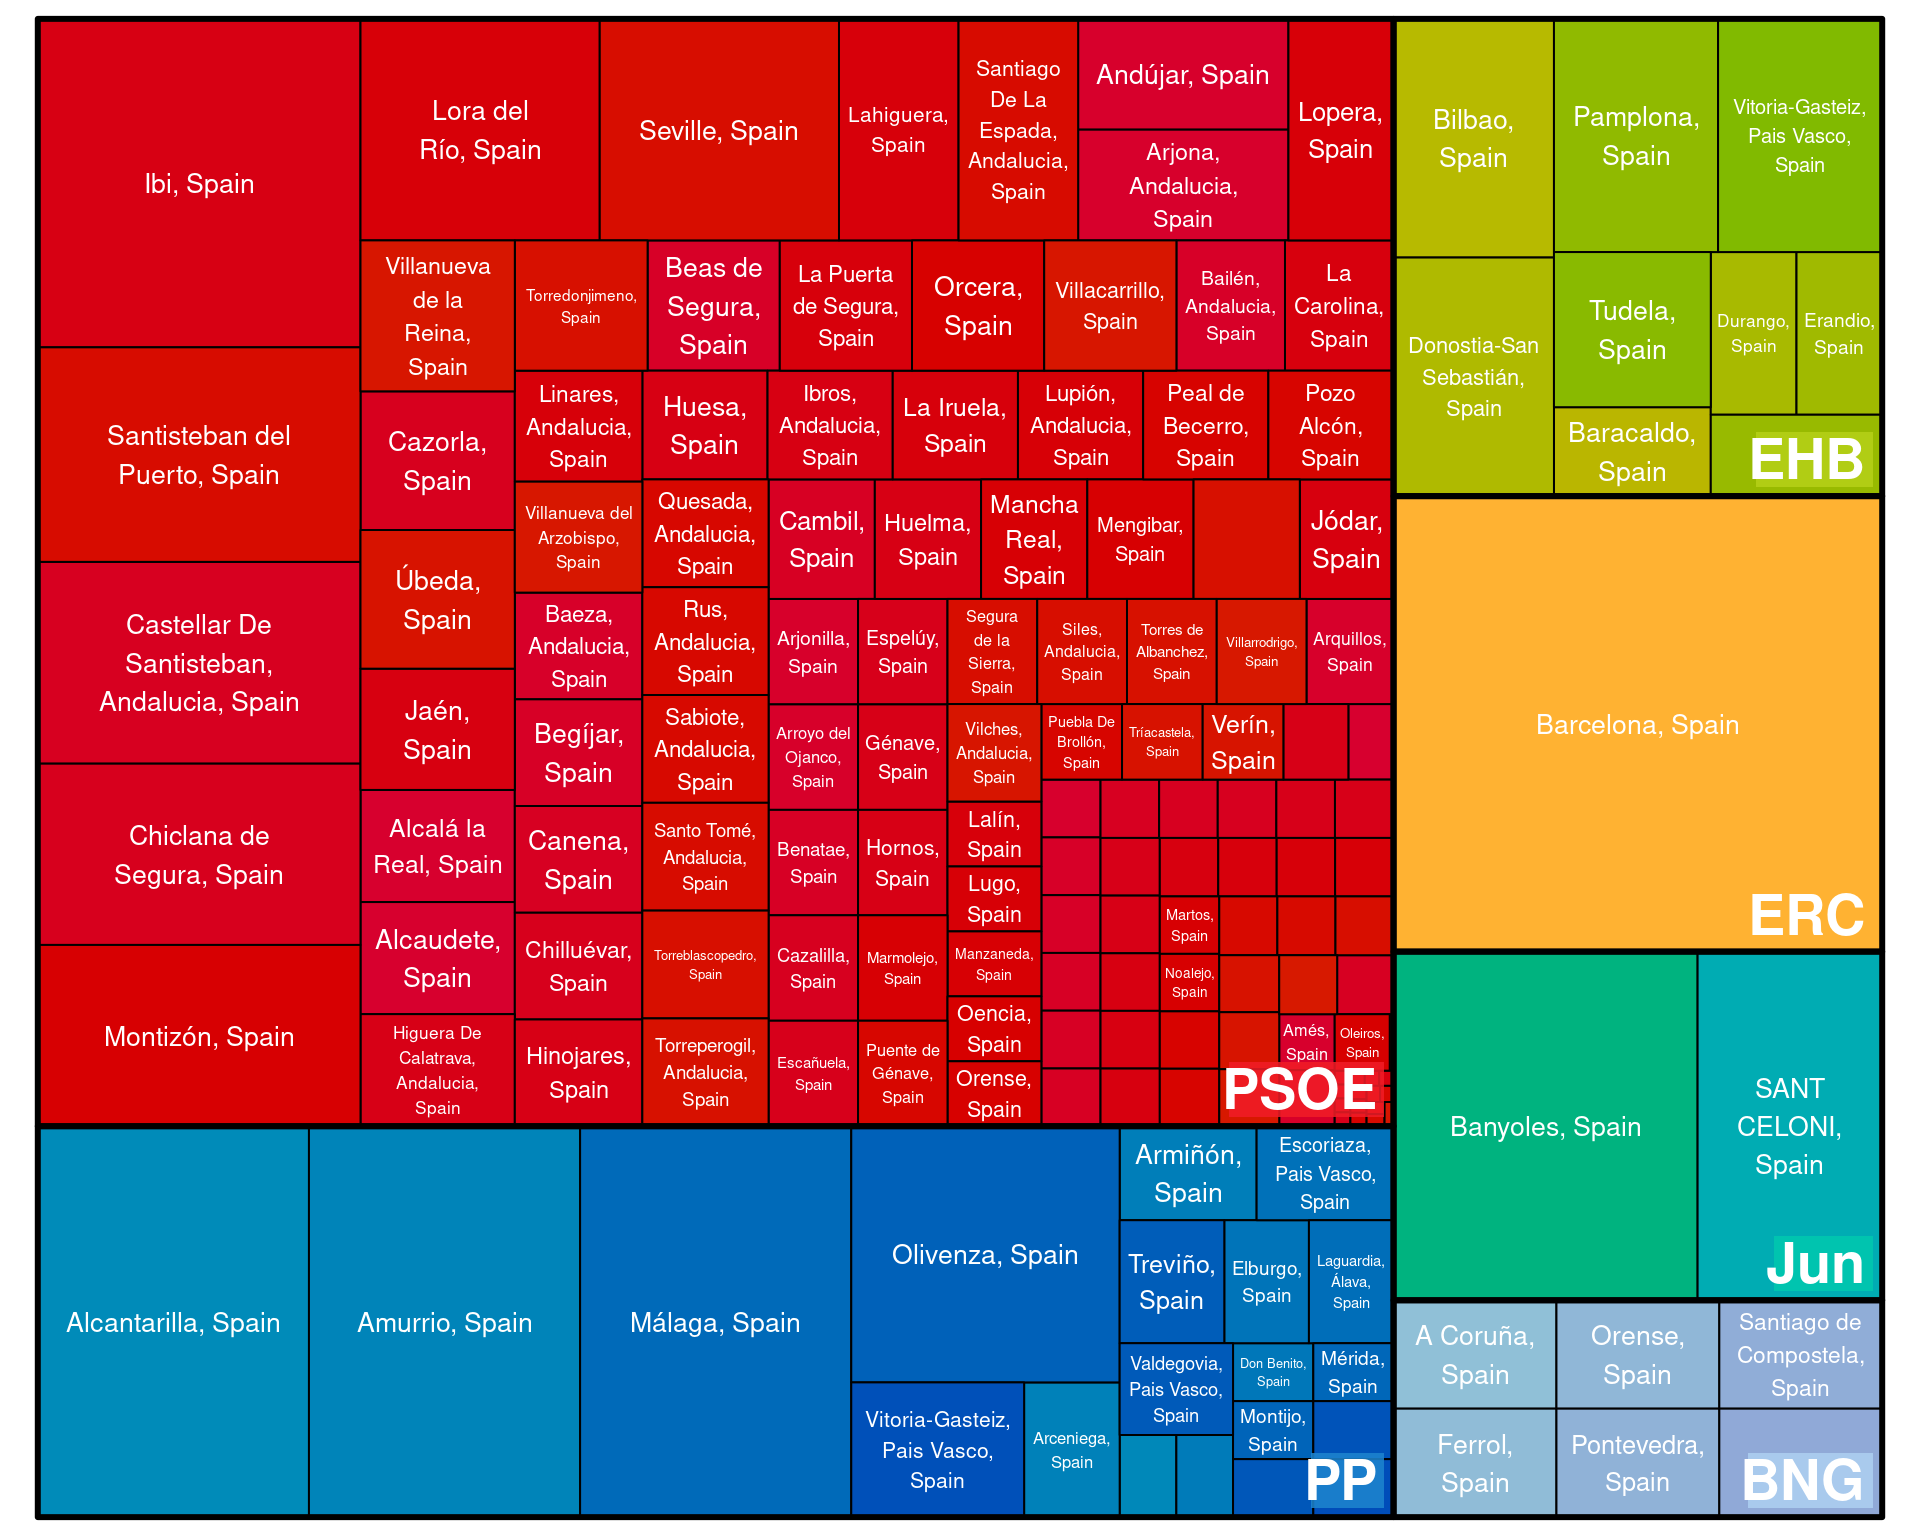 Ibi, Spain
Santisteban del
Puerto, Spain
Castellar De
Santisteban,
Andalucia, Spain
Chiclana de
Segura, Spain
Montizón, Spain
Lora del
Río, Spain
Seville, Spain
Lahiguera,
Spain
Santiago
De La
Espada,
Andalucia,
Spain
Andújar, Spain
Arjona,
Andalucia,
Spain
Lopera,
Spain
Villanueva
de la
Reina,
Spain
Cazorla,
Spain
Úbeda,
Spain
Jaén,
Spain
Alcalá la
Real, Spain
Alcaudete,
Spain
Higuera De
Calatrava,
Andalucia,
Spain
Torredonjimeno,
Spain
Beas de
Segura,
Spain
La Puerta
de Segura,
Spain
Orcera,
Spain
Villacarrillo,
Spain
Bailén,
Andalucia,
Spain
La
Carolina,
Spain
Linares,
Andalucia,
Spain
Villanueva del
Arzobispo,
Spain
Baeza,
Andalucia,
Spain
Begíjar,
Spain
Canena,
Spain
Chilluévar,
Spain
Hinojares,
Spain
Huesa,
Spain
Ibros,
Andalucia,
Spain
La Iruela,
Spain
Lupión,
Andalucia,
Spain
Peal de
Becerro,
Spain
Pozo
Alcón,
Spain
Quesada,
Andalucia,
Spain
Rus,
Andalucia,
Spain
Sabiote,
Andalucia,
Spain
Santo Tomé,
Andalucia,
Spain
Torreblascopedro,
Spain
Torreperogil,
Andalucia,
Spain
Cambil,
Spain
Huelma,
Spain
Mancha
Real,
Spain
Mengibar,
Spain
Jódar,
Spain
Arjonilla,
Spain
Espelúy,
Spain
Arroyo del
Ojanco,
Spain
Génave,
Spain
Benatae,
Spain
Hornos,
Spain
Cazalilla,
Spain
Marmolejo,
Spain
Escañuela,
Spain
Puente de
Génave,
Spain
Segura
de la
Sierra,
Spain
Siles,
Andalucia,
Spain
Torres de
Albanchez,
Spain
Villarrodrigo,
Spain
Arquillos,
Spain
Vilches,
Andalucia,
Spain
Lalín,
Spain
Lugo,
Spain
Manzaneda,
Spain
Oencia,
Spain
Orense,
Spain
Puebla De
Brollón,
Spain
Tríacastela,
Spain
Verín,
Spain
Martos,
Spain
Noalejo,
Spain
Amés,
Spain
Oleiros,
Spain
PSOE
Alcantarilla, Spain
Amurrio, Spain
Málaga, Spain
Olivenza, Spain
Vitoria-Gasteiz,
Pais Vasco,
Spain
Arceniega,
Spain
Armiñón,
Spain
Escoriaza,
Pais Vasco,
Spain
Treviño,
Spain
Elburgo,
Spain
Laguardia,
Álava,
Spain
Valdegovia,
Pais Vasco,
Spain
Don Benito,
Spain
Mérida,
Spain
Montijo,
Spain
PP
Bilbao,
Spain
Donostia-San
Sebastián,
Spain
Pamplona,
Spain
Vitoria-Gasteiz,
Pais Vasco,
Spain
Tudela,
Spain
Baracaldo,
Spain
Durango,
Spain
Erandio,
Spain
EHB
Barcelona, Spain
ERC
Banyoles, Spain
SANT
CELONI,
Spain
Jun
A Coruña,
Spain
Ferrol,
Spain
Orense,
Spain
Pontevedra,
Spain
Santiago de
Compostela,
Spain
BNG